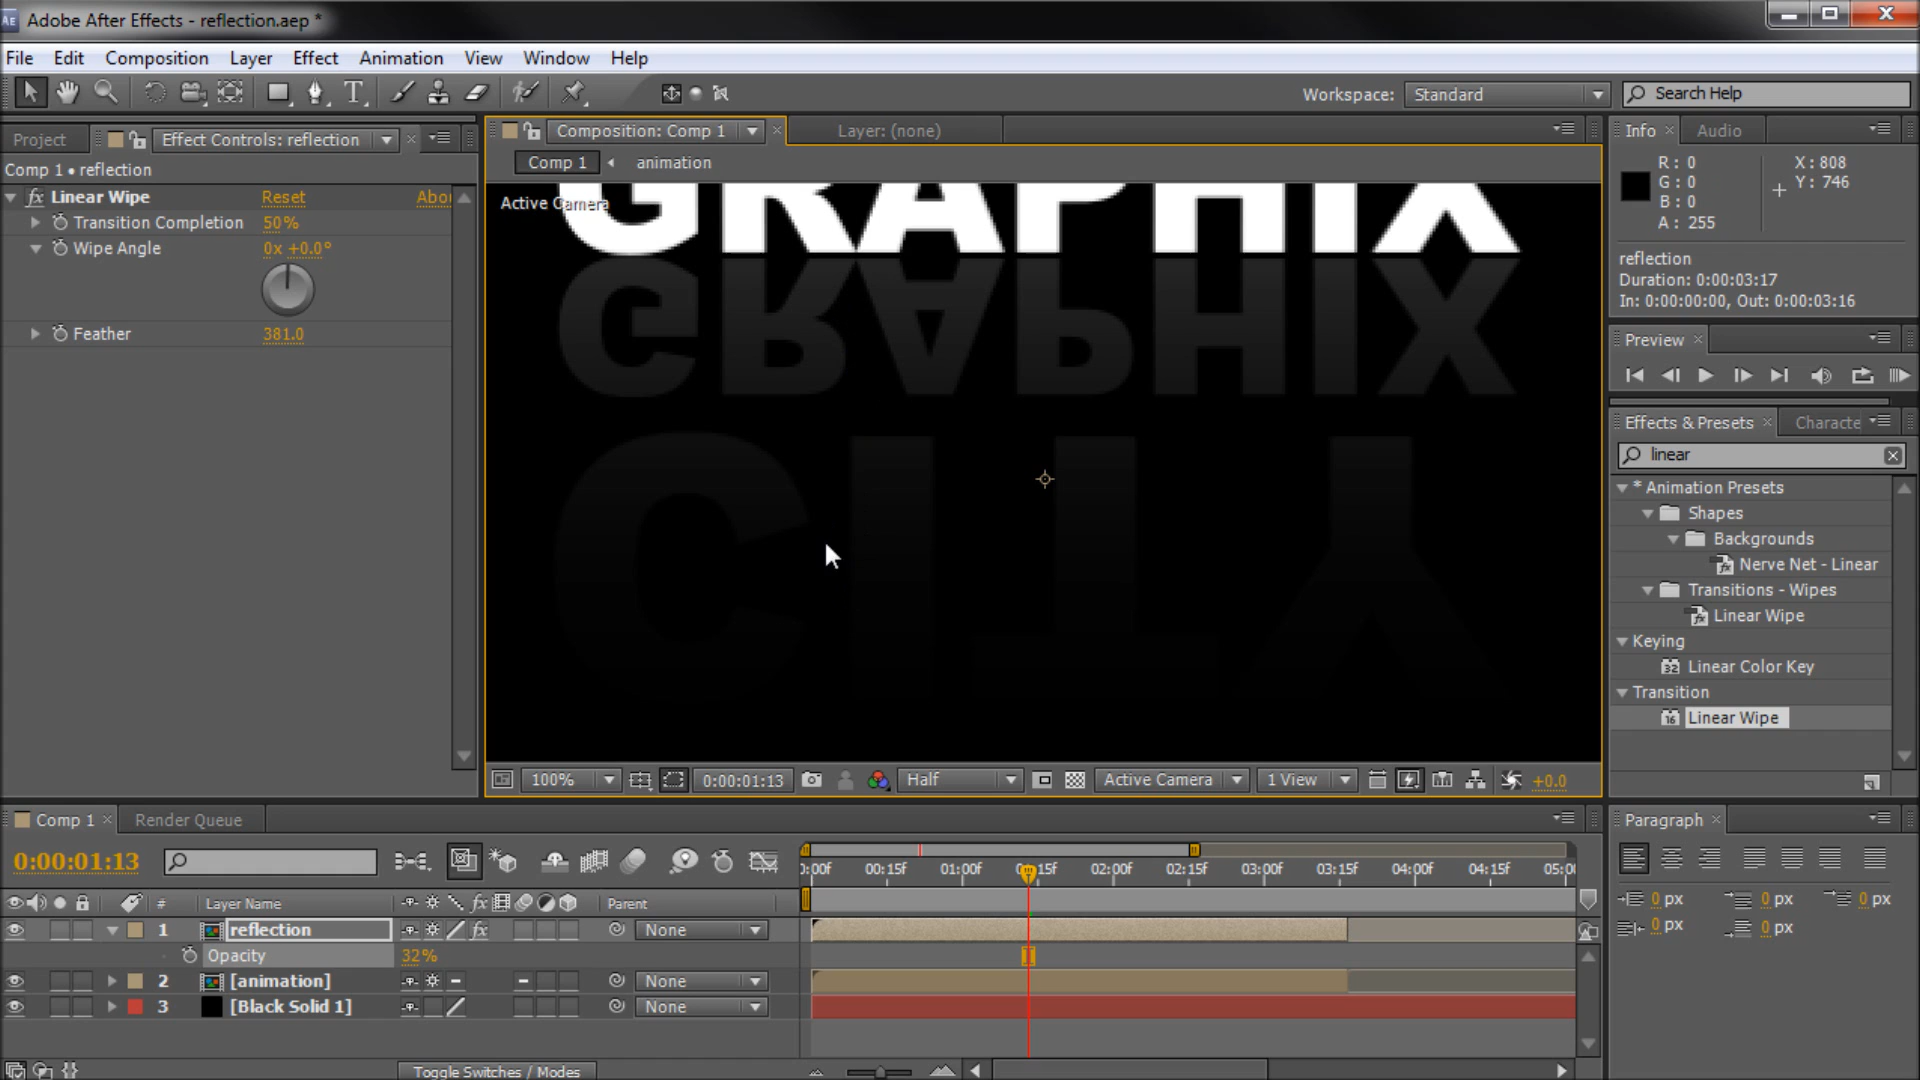 Adobe After Effects - reflection.aep *
File Edit Composition Layer Effect Animation View Window Help
Workspace: Standard Search Help
Project Effect Controls: reflection
Comp 1 • reflection
fx Linear Wipe Reset Abo
Transition Completion 50%
Wipe Angle 0x +0.0°
Feather 381.0
Composition: Comp 1 Layer: (none)
Comp 1 animation
Active Camera
GRAPHIX
GRAPHIX
CITY
100% 0:00:01:13 Half Active Camera 1 View +0.0
Info Audio
R: 0 X: 808
G: 0 Y: 746
B: 0
A: 255
reflection
Duration: 0:00:03:17
In: 0:00:00:00, Out: 0:00:03:16
Preview
Effects & Presets Characte
linear
* Animation Presets
Shapes
Backgrounds
Nerve Net - Linear
Transitions - Wipes
Linear Wipe
Keying
Linear Color Key
Transition
Linear Wipe
Comp 1 Render Queue
0:00:01:13
:00f 00:15f 01:00f 15f 02:00f 02:15f 03:00f 03:15f 04:00f 04:15f 05:0
# Layer Name fx Parent
1 reflection fx None
Opacity 32%
2 [animation] None
3 [Black Solid 1] None
Toggle Switches / Modes
Paragraph
0 px 0 px 0 px
0 px 0 px